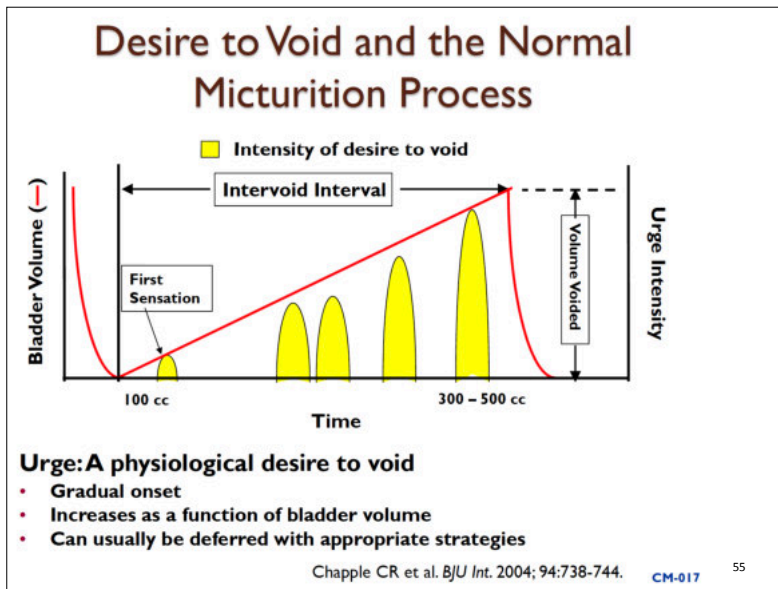 Desire to Void and the Normal
Micturition Process
Intensity of desire to void
Intervoid Interval
Bladder Volume (—)
First
Sensation
Volume Voided
Urge Intensity
100 cc
300 – 500 cc
Time
Urge: A physiological desire to void
• Gradual onset
• Increases as a function of bladder volume
• Can usually be deferred with appropriate strategies
Chapple CR et al. BJU Int. 2004; 94:738-744.
CM-017
55